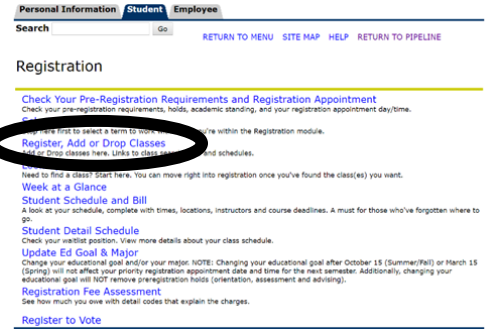 Personal Information Student Employee
Search Go RETURN TO MENU SITE MAP HELP RETURN TO PIPELINE
Registration
Check Your Pre-Registration Requirements and Registration Appointment
Check your pre-registration requirements, holds, academic standing, and your registration appointment day/time.
here first to select a term to work you're within the Registration module.
Register, Add or Drop Classes
Add or Drop classes here. Links to class and schedules.
Need to find a class? Start here. You can move right into registration once you've found the class(es) you want.
Week at a Glance
Student Schedule and Bill
A look at your schedule, complete with times, locations, instructors and course deadlines. A must for those who've forgotten where to
go.
Student Detail Schedule
Check your waitlist position. View more details about your class schedule.
Update Ed Goal & Major
Change your educational goal and/or your major. NOTE: Changing your educational goal after October 15 (Summer/Fall) or March 15
(Spring) will not affect your priority registration appointment date and time for the next semester. Additionally, changing your
educational goal will NOT remove preregistration holds (orientation, assessment and advising).
Registration Fee Assessment
See how much you owe with detail codes that explain the charges.
Register to Vote